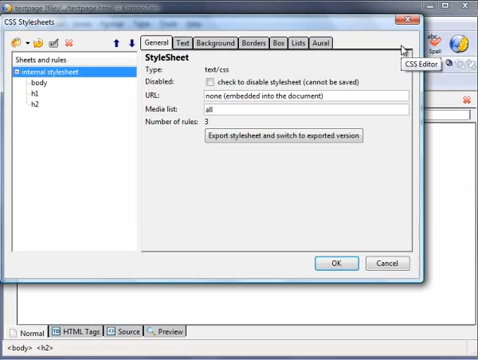 testpage [file:/.../testpage.html] - KompoZer
CSS Stylesheets
General Text Background Borders Box Lists Aural
Spell
CSS Editor
Sheets and rules
internal stylesheet
body
h1
h2
StyleSheet
Type: text/css
Disabled: check to disable stylesheet (cannot be saved)
URL: none (embedded into the document)
Media list: all
Number of rules: 3
Export stylesheet and switch to exported version
OK Cancel
Normal HTML Tags Source Preview
<body> <h2>